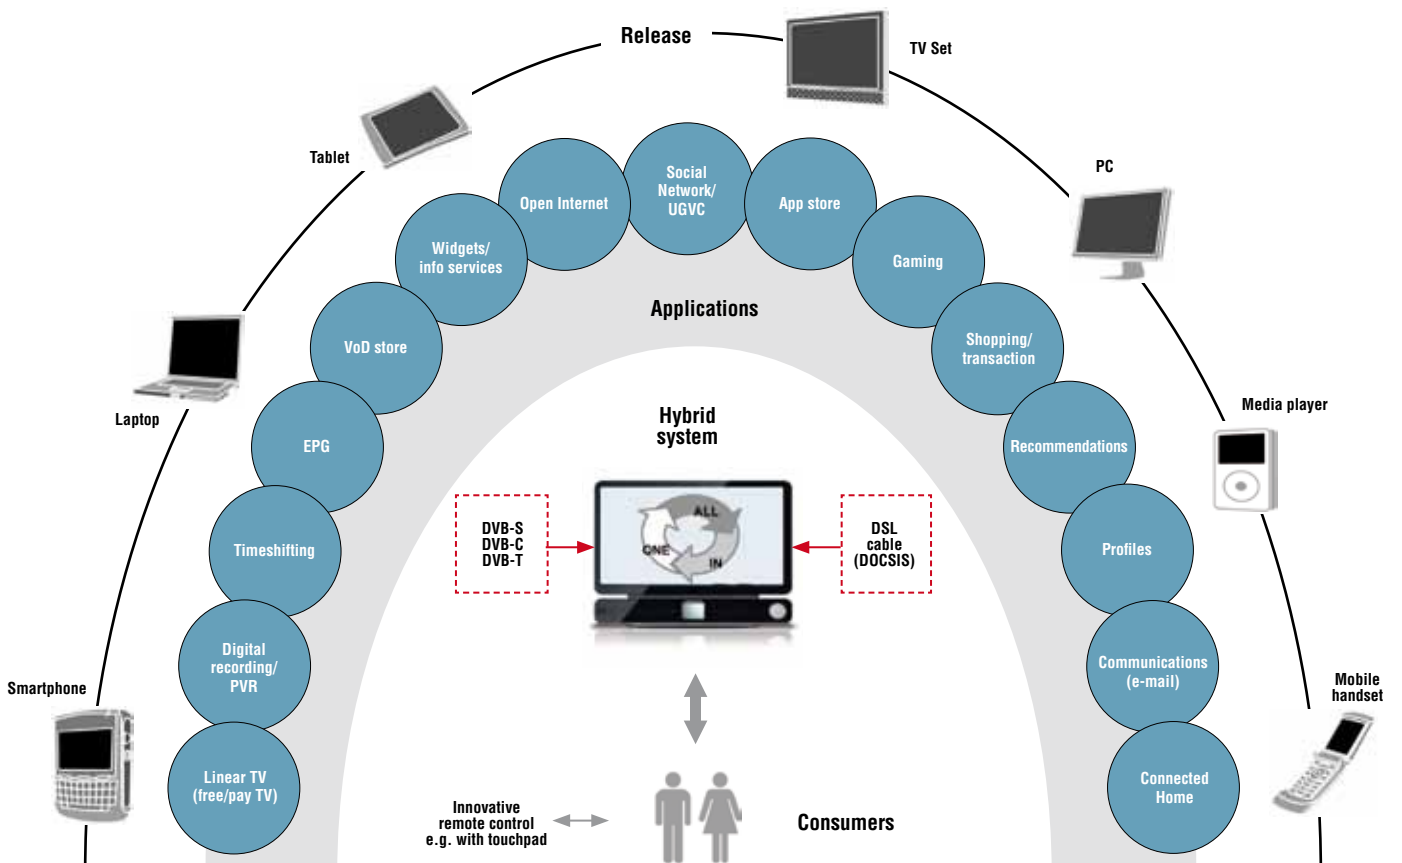 Release
TV Set
Tablet
PC
Social
Network/
UGVC
Open Internet
App store
Widgets/
info services
Gaming
Applications
VoD store
Shopping/
transaction
Laptop
Media player
Hybrid
system
EPG
Recommendations
ALL
ONE
IN
DVB-S
DVB-C
DVB-T
DSL
cable
(DOCSIS)
Timeshifting
Profiles
Digital
recording/
PVR
Communications
(e-mail)
Smartphone
Mobile
handset
Linear TV
(free/pay TV)
Connected
Home
Innovative
remote control
e.g. with touchpad
Consumers